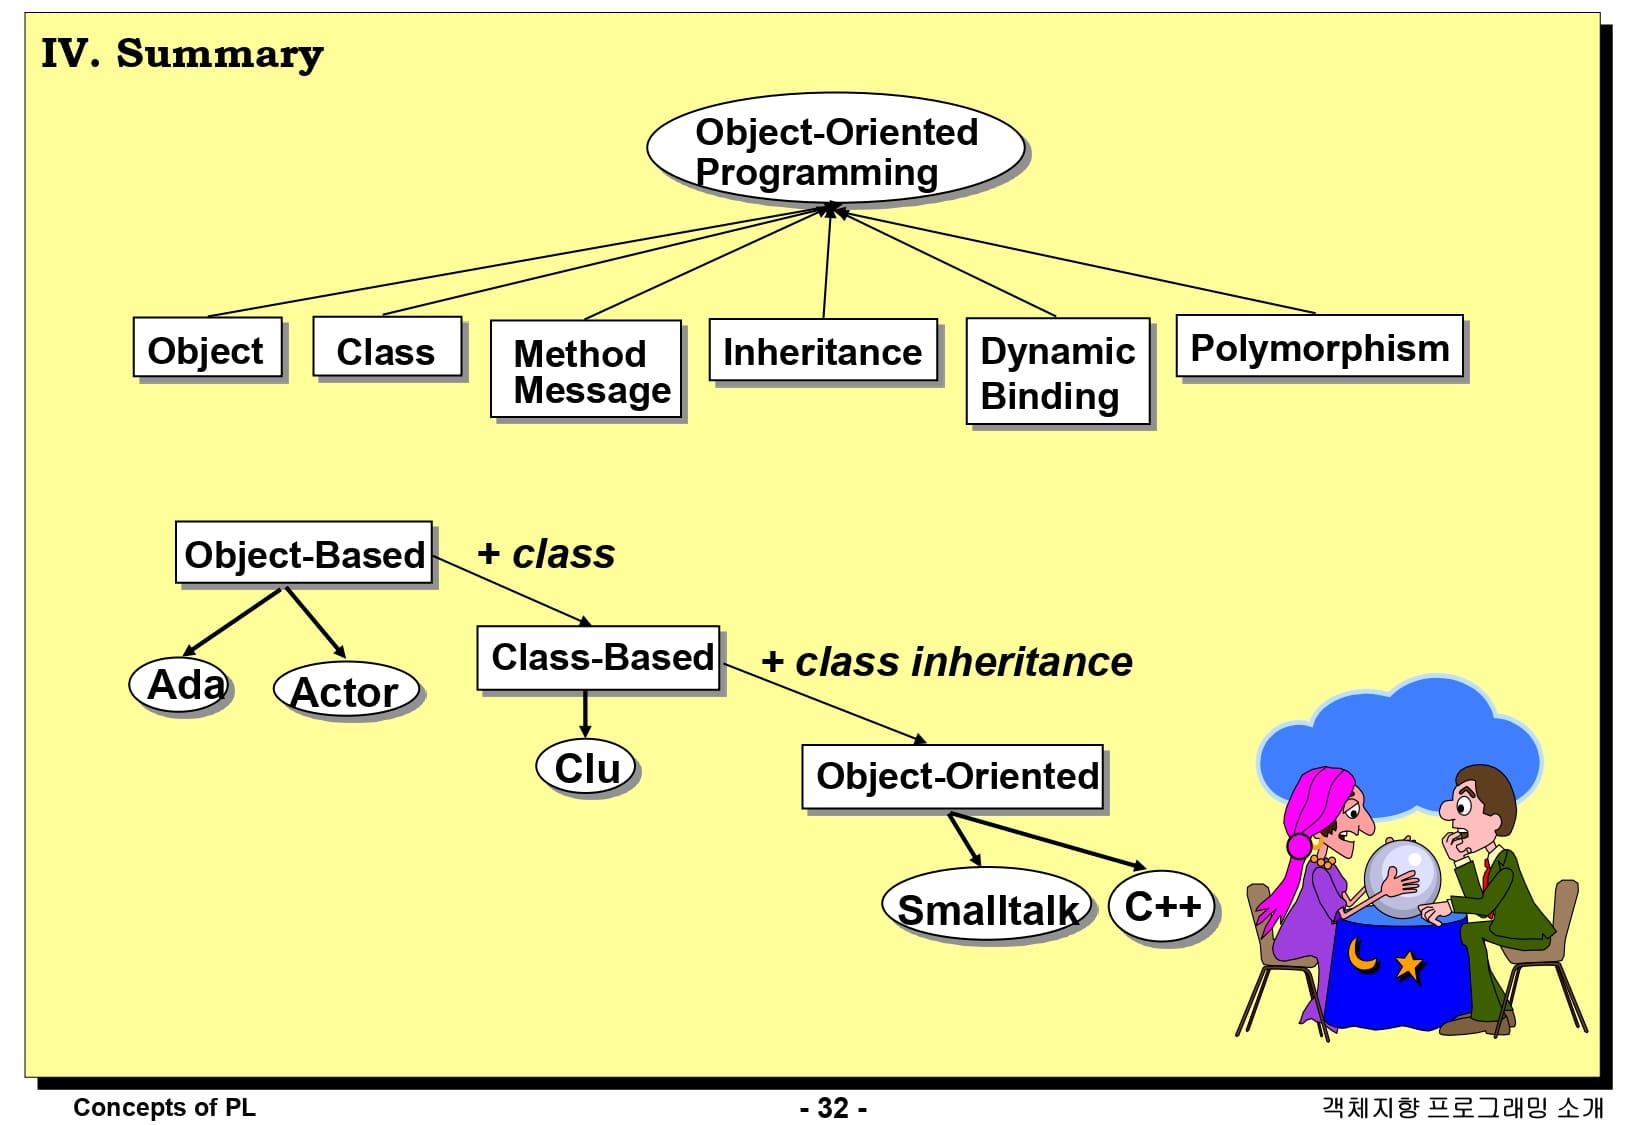 IV. Summary
Object-Oriented
Programming
Object
Class
Method
Message
Inheritance
Dynamic
Binding
Polymorphism
Object-Based
+ class
Ada
Actor
Class-Based
+ class inheritance
Clu
Object-Oriented
Smalltalk
C++
Concepts of PL
- 32 -
객체지향 프로그래밍 소개